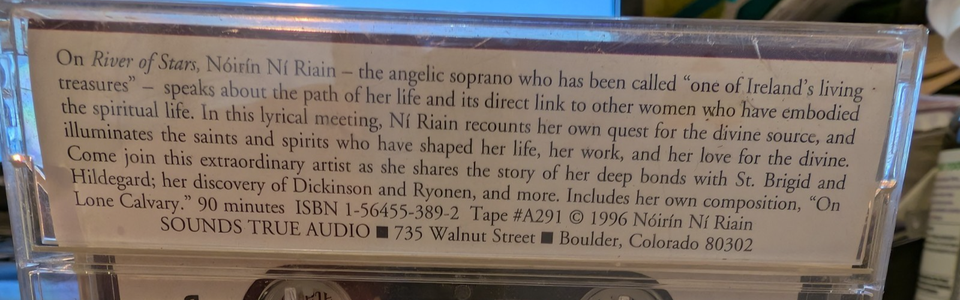 On River of Stars, Nóirín Ní Riain – the angelic soprano who has been called “one of Ireland’s living
treasures” – speaks about the path of her life and its direct link to other women who have embodied
the spiritual life. In this lyrical meeting, Ní Riain recounts her own quest for the divine source, and
illuminates the saints and spirits who have shaped her life, her work, and her love for the divine.
Come join this extraordinary artist as she shares the story of her deep bonds with St. Brigid and
Hildegard; her discovery of Dickinson and Ryonen, and more. Includes her own composition, “On
Lone Calvary.” 90 minutes ISBN 1-56455-389-2 Tape #A291 © 1996 Nóirín Ní Riain
SOUNDS TRUE AUDIO ■ 735 Walnut Street ■ Boulder, Colorado 80302